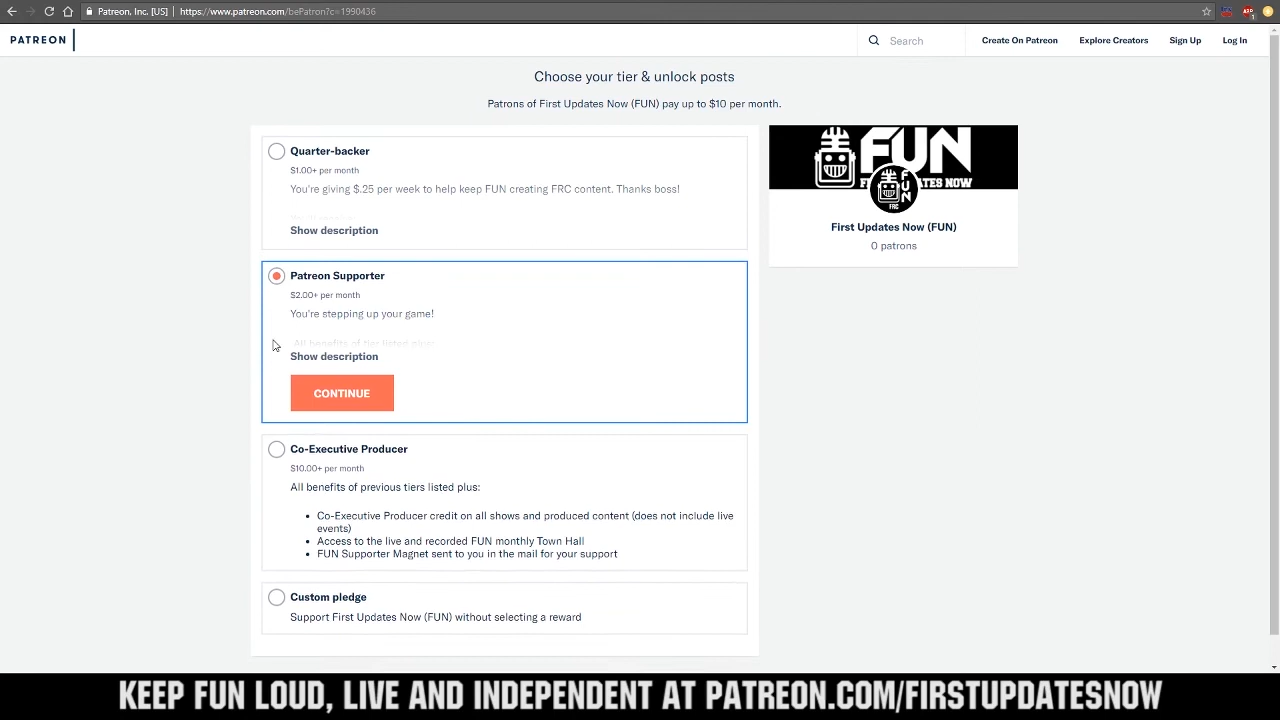 Patreon, Inc. [US] | https://www.patreon.com/bePatron?c=1990436
PATREON
Search
Create On Patreon
Explore Creators
Sign Up
Log In
Choose your tier & unlock posts
Patrons of First Updates Now (FUN) pay up to $10 per month.
Quarter-backer
$1.00+ per month
You're giving $.25 per week to help keep FUN creating FRC content. Thanks boss!
Show description
Patreon Supporter
$2.00+ per month
You're stepping up your game!
All benefits of tier listed plus:
Show description
CONTINUE
Co-Executive Producer
$10.00+ per month
All benefits of previous tiers listed plus:
• Co-Executive Producer credit on all shows and produced content (does not include live
events)
• Access to the live and recorded FUN monthly Town Hall
• FUN Supporter Magnet sent to you in the mail for your support
Custom pledge
Support First Updates Now (FUN) without selecting a reward
FUN
FUN
FRC
First Updates Now (FUN)
0 patrons
KEEP FUN LOUD, LIVE AND INDEPENDENT AT PATREON.COM/FIRSTUPDATESNOW